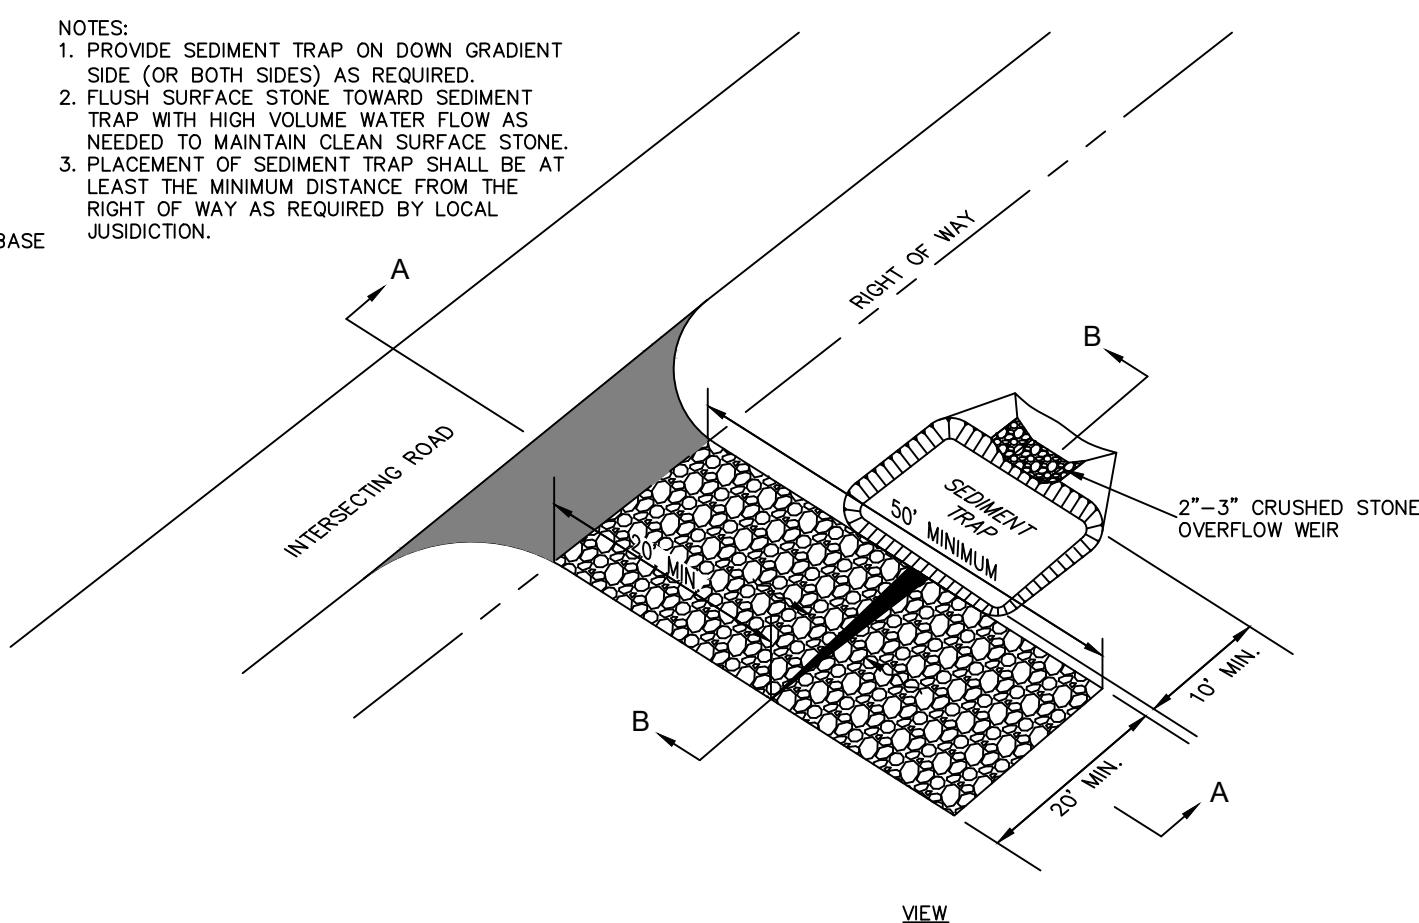 NOTES:
1. PROVIDE SEDIMENT TRAP ON DOWN GRADIENT
SIDE (OR BOTH SIDES) AS REQUIRED.
2. FLUSH SURFACE STONE TOWARD SEDIMENT
TRAP WITH HIGH VOLUME WATER FLOW AS
NEEDED TO MAINTAIN CLEAN SURFACE STONE.
3. PLACEMENT OF SEDIMENT TRAP SHALL BE AT
LEAST THE MINIMUM DISTANCE FROM THE
RIGHT OF WAY AS REQUIRED BY LOCAL
JUSIDICTION.
BASE
A
RIGHT OF WAY
B
INTERSECTING ROAD
SEDIMENT
TRAP
50' MINIMUM
2"-3" CRUSHED STONE
OVERFLOW WEIR
20' MIN.
10' MIN.
B
20' MIN.
A
VIEW